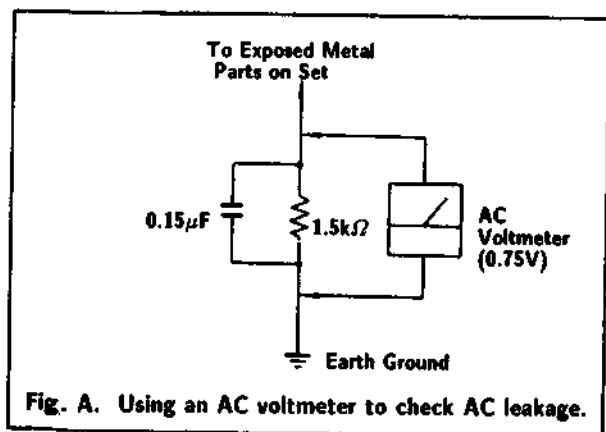 To Exposed Metal
Parts on Set
0.15μF
1.5kΩ
AC
Voltmeter
(0.75V)
Earth Ground
Fig. A. Using an AC voltmeter to check AC leakage.